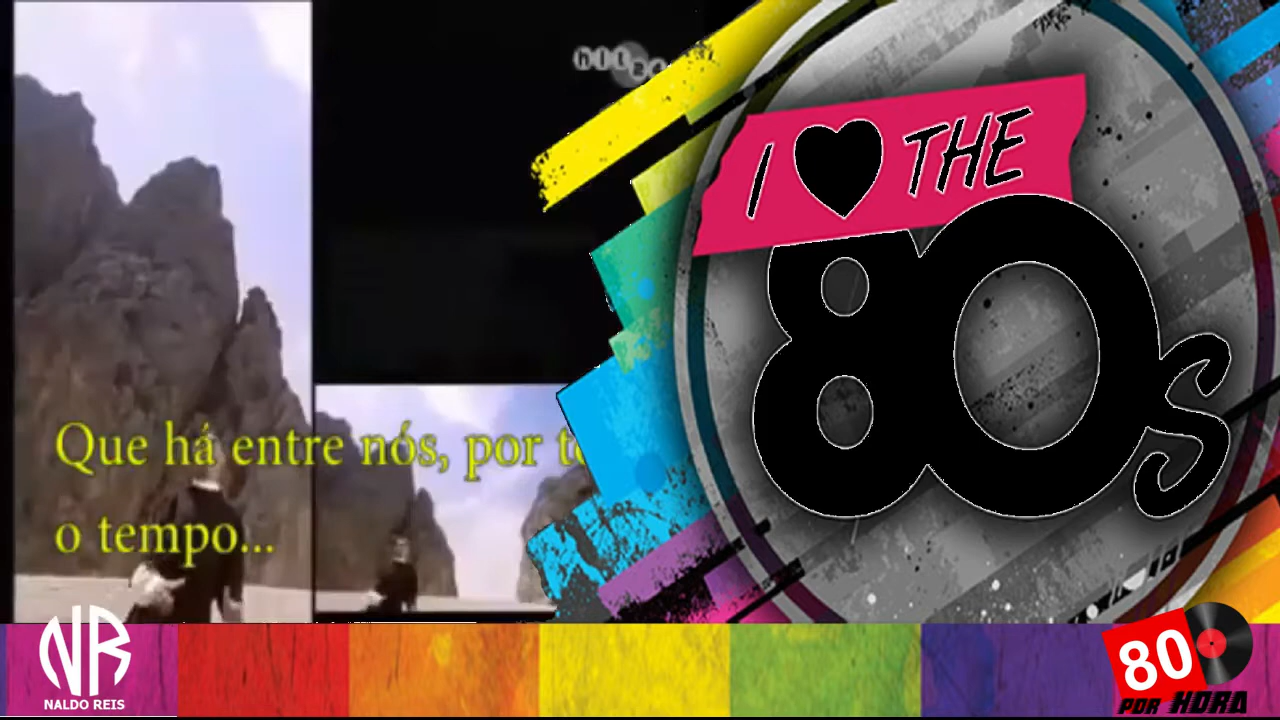 I ♥ THE
80s
Que há entre nós, por
o tempo...
NR
NALDO REIS
80
POR HORA